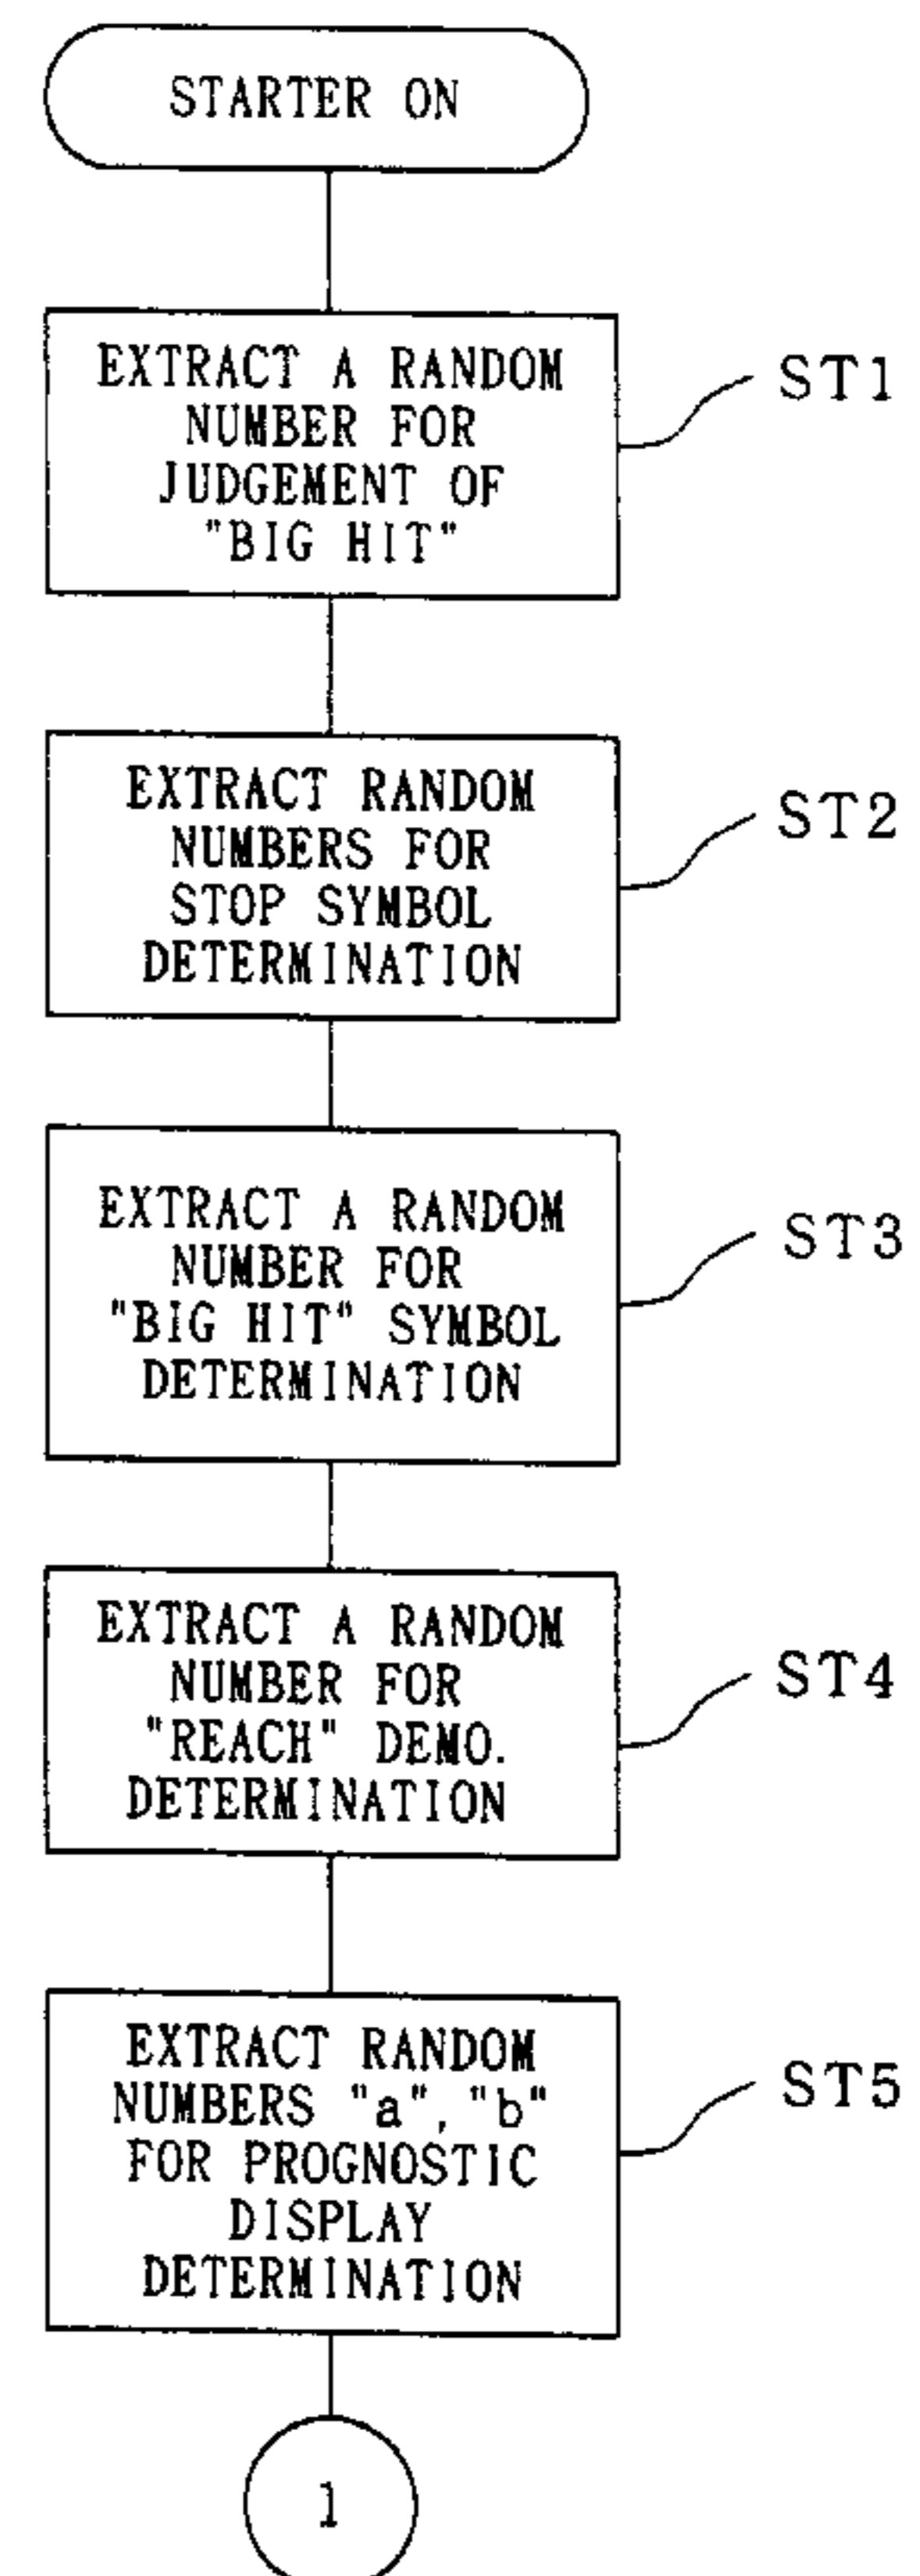 STARTER ON
EXTRACT A RANDOM
NUMBER FOR
JUDGEMENT OF
"BIG HIT"
ST1
EXTRACT RANDOM
NUMBERS FOR
STOP SYMBOL
DETERMINATION
ST2
EXTRACT A RANDOM
NUMBER FOR
"BIG HIT" SYMBOL
DETERMINATION
ST3
EXTRACT A RANDOM
NUMBER FOR
"REACH" DEMO.
DETERMINATION
ST4
EXTRACT RANDOM
NUMBERS "a", "b"
FOR PROGNOSTIC
DISPLAY
DETERMINATION
ST5
1